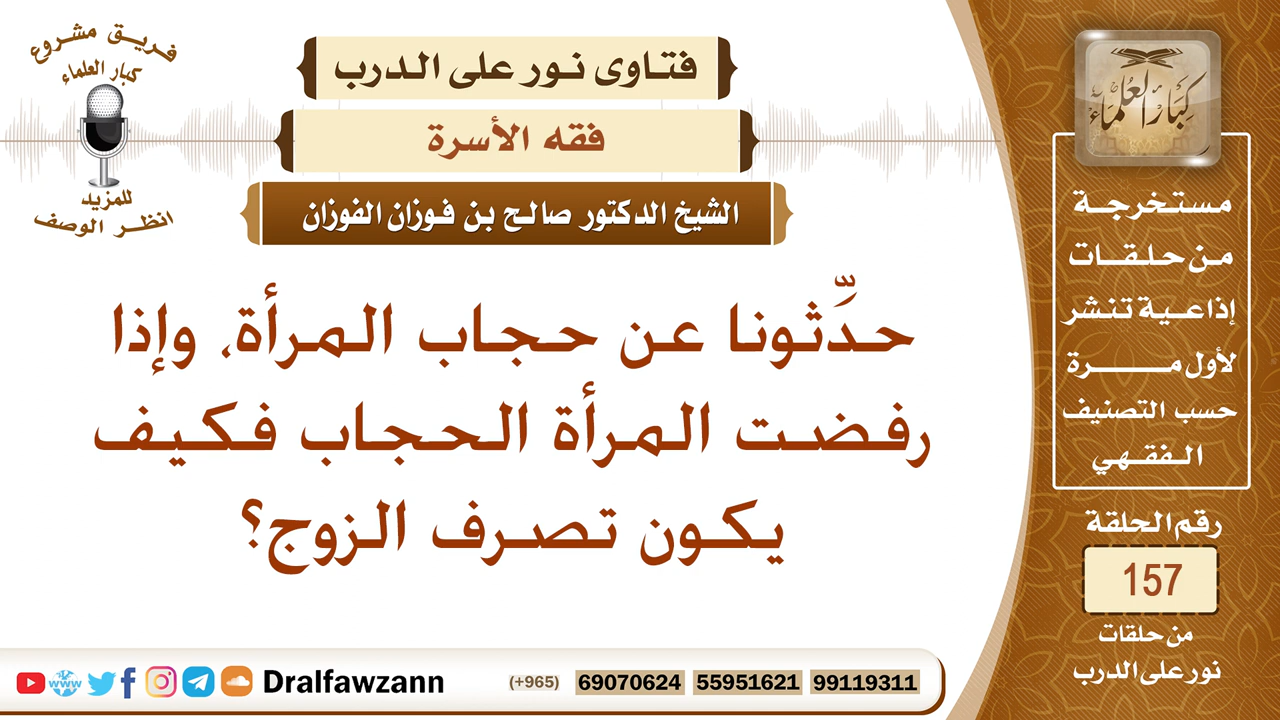 فريق مشروع
كبار العلماء
للمزيد
انظر الوصف
فتاوى نور على الدرب
فقه الأسرة
الشيخ الدكتور صالح بن فوزان الفوزان
حدِّثونا عن حجاب المرأة، وإذا
رفضت المرأة الحجاب فكيف
يكون تصرف الزوج؟
كبار العلماء
مستخرجة
من حلقات
إذاعية تنشر
لأول مرة
حسب التصنيف
الفقهي
رقم الحلقة
157
من حلقات
نور على الدرب
www
Dralfawzann
(+965) 69070624 55951621 99119311